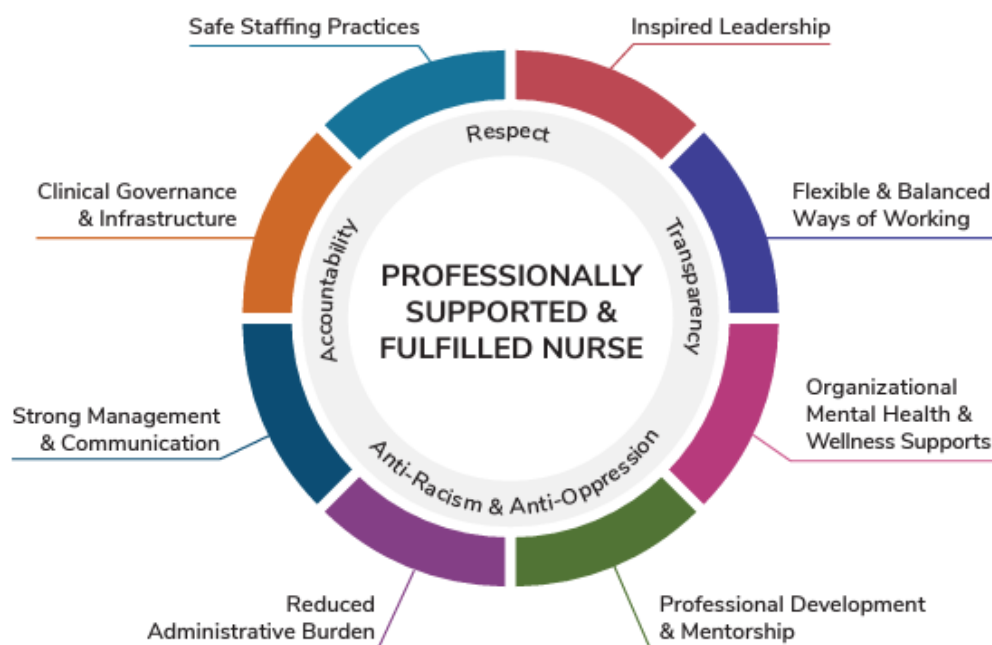 Safe Staffing Practices
Inspired Leadership
Respect
Clinical Governance
& Infrastructure
Flexible & Balanced
Ways of Working
Accountability
Transparency
PROFESSIONALLY
SUPPORTED &
FULFILLED NURSE
Strong Management
& Communication
Organizational
Mental Health &
Wellness Supports
Anti-Racism & Anti-Oppression
Reduced
Administrative Burden
Professional Development
& Mentorship